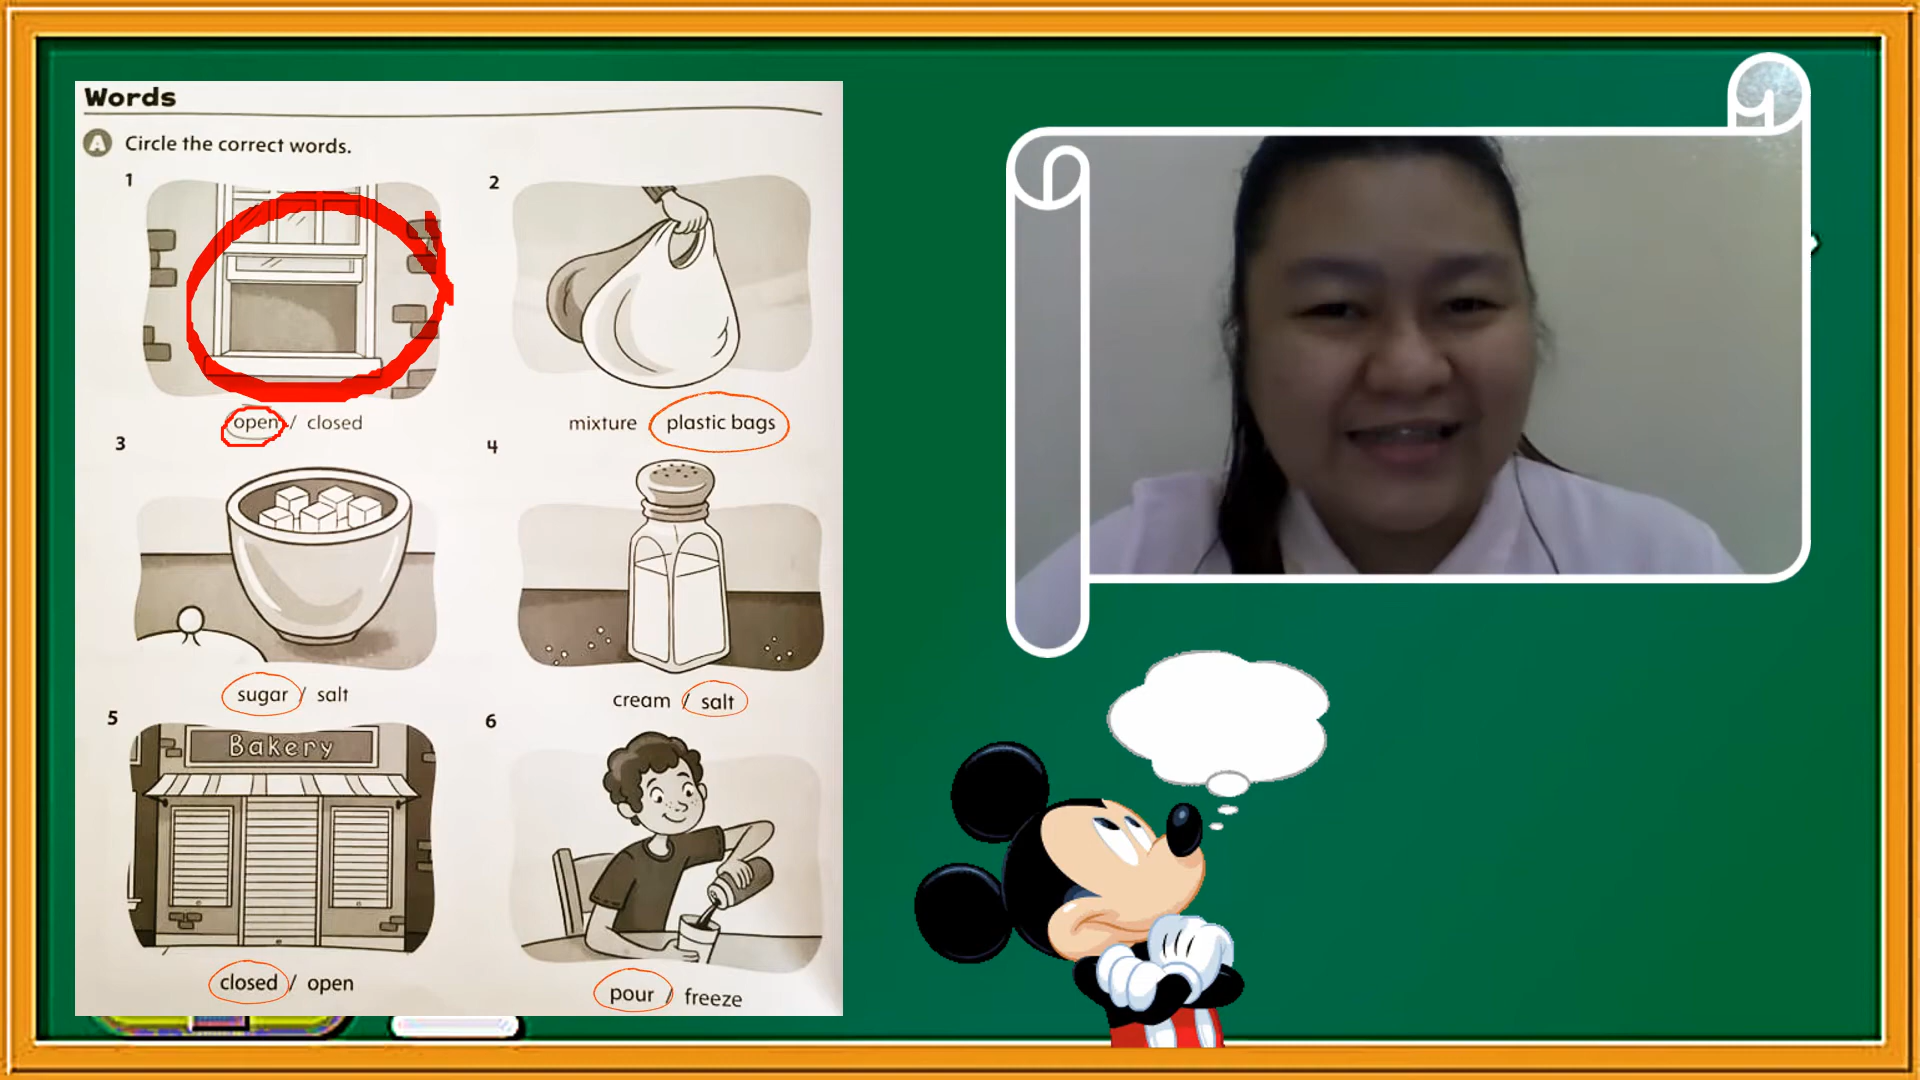 Words
A Circle the correct words.
1
2
open / closed
mixture plastic bags
3
4
sugar / salt
cream / salt
5
6
Bakery
closed / open
pour / freeze